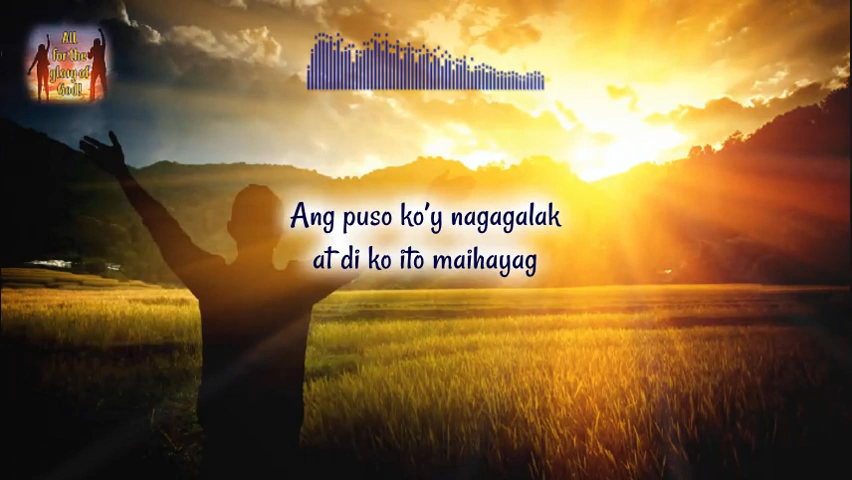 All
for the
glory of
God!
Ang puso ko'y nagagalak
at di ko ito maihayag